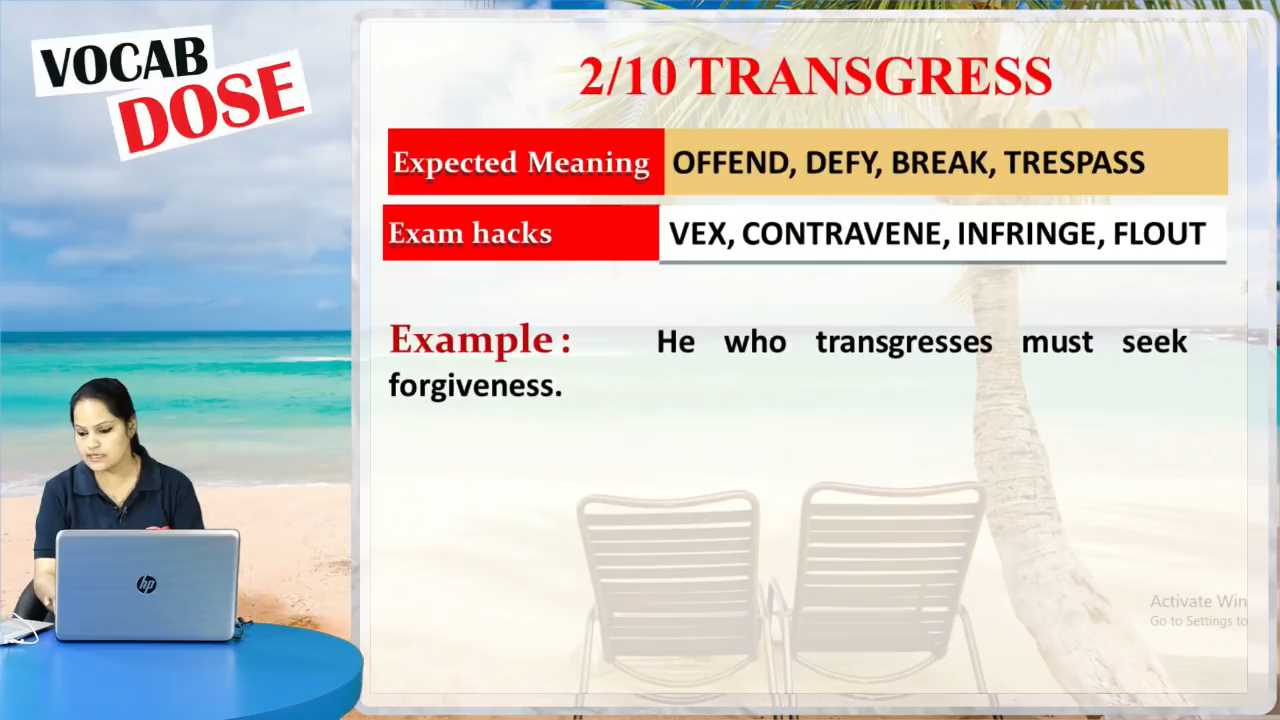 VOCAB
DOSE
2/10 TRANSGRESS
Expected Meaning OFFEND, DEFY, BREAK, TRESPASS
Exam hacks VEX, CONTRAVENE, INFRINGE, FLOUT
Example : He who transgresses must seek
forgiveness.
hp
Activate Win
Go to Settings to